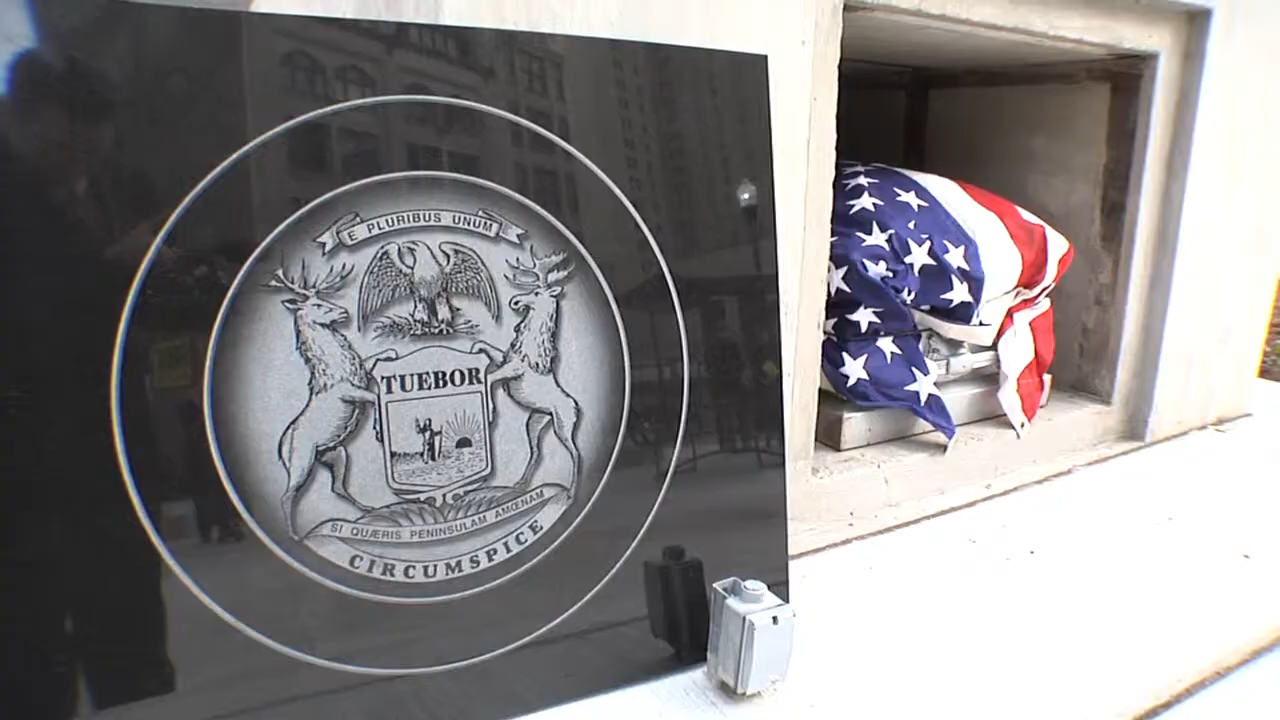 E PLURIBUS UNUM
TUEBOR
SI QUÆRIS PENINSULAM AMŒNAM
CIRCUMSPICE